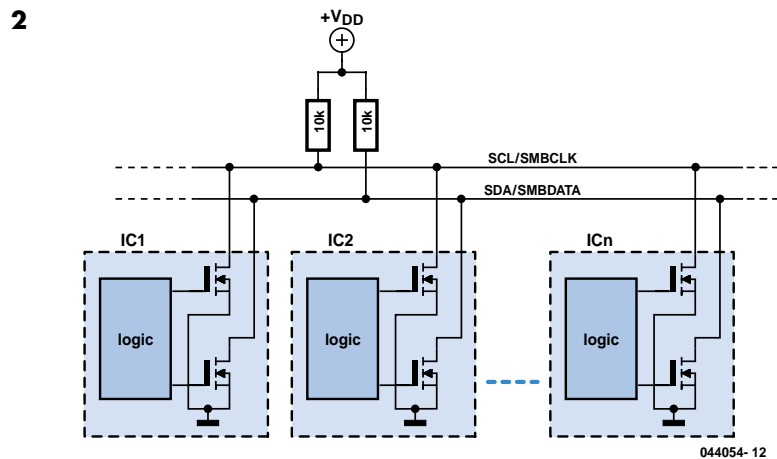 2
+VDD
10k
10k
SCL/SMBCLK
SDA/SMBDATA
IC1
IC2
ICn
logic
logic
logic
044054- 12